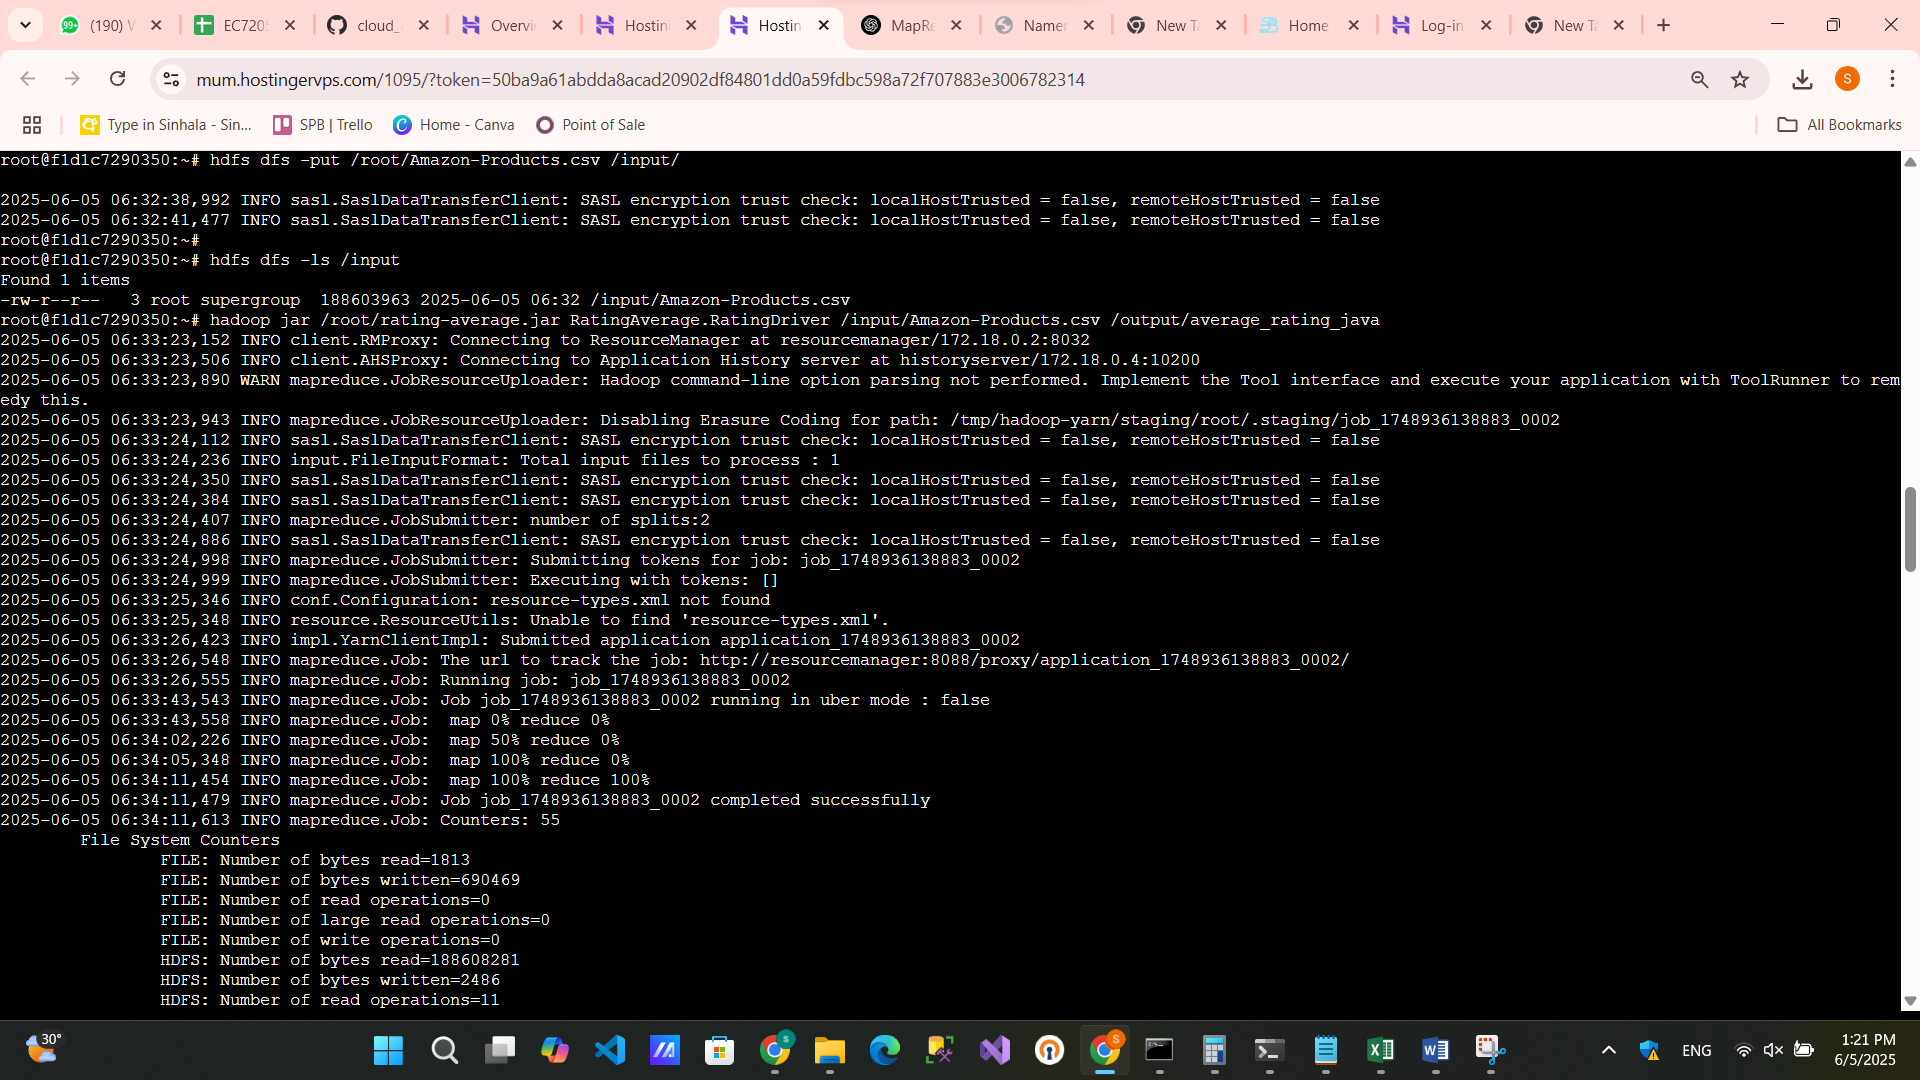 (190) W
EC720
cloud_
Overvi
Hostin
Hostin
MapRe
Namen
New Ta
Home
Log-in
New Ta
mum.hostingervps.com/1095/?token=50ba9a61abdda8acad20902df84801dd0a59fdbc598a72f707883e3006782314
S
Type in Sinhala - Sin...
SPB | Trello
Home - Canva
Point of Sale
All Bookmarks
root@f1d1c7290350:~# hdfs dfs -put /root/Amazon-Products.csv /input/
2025-06-05 06:32:38,992 INFO sasl.SaslDataTransferClient: SASL encryption trust check: localHostTrusted = false, remoteHostTrusted = false
2025-06-05 06:32:41,477 INFO sasl.SaslDataTransferClient: SASL encryption trust check: localHostTrusted = false, remoteHostTrusted = false
root@f1d1c7290350:~#
root@f1d1c7290350:~# hdfs dfs -ls /input
Found 1 items
-rw-r--r--   3 root supergroup  188603963 2025-06-05 06:32 /input/Amazon-Products.csv
root@f1d1c7290350:~# hadoop jar /root/rating-average.jar RatingAverage.RatingDriver /input/Amazon-Products.csv /output/average_rating_java
2025-06-05 06:33:23,152 INFO client.RMProxy: Connecting to ResourceManager at resourcemanager/172.18.0.2:8032
2025-06-05 06:33:23,506 INFO client.AHSProxy: Connecting to Application History server at historyserver/172.18.0.4:10200
2025-06-05 06:33:23,890 WARN mapreduce.JobResourceUploader: Hadoop command-line option parsing not performed. Implement the Tool interface and execute your application with ToolRunner to rem
edy this.
2025-06-05 06:33:23,943 INFO mapreduce.JobResourceUploader: Disabling Erasure Coding for path: /tmp/hadoop-yarn/staging/root/.staging/job_1748936138883_0002
2025-06-05 06:33:24,112 INFO sasl.SaslDataTransferClient: SASL encryption trust check: localHostTrusted = false, remoteHostTrusted = false
2025-06-05 06:33:24,236 INFO input.FileInputFormat: Total input files to process : 1
2025-06-05 06:33:24,350 INFO sasl.SaslDataTransferClient: SASL encryption trust check: localHostTrusted = false, remoteHostTrusted = false
2025-06-05 06:33:24,384 INFO sasl.SaslDataTransferClient: SASL encryption trust check: localHostTrusted = false, remoteHostTrusted = false
2025-06-05 06:33:24,407 INFO mapreduce.JobSubmitter: number of splits:2
2025-06-05 06:33:24,886 INFO sasl.SaslDataTransferClient: SASL encryption trust check: localHostTrusted = false, remoteHostTrusted = false
2025-06-05 06:33:24,998 INFO mapreduce.JobSubmitter: Submitting tokens for job: job_1748936138883_0002
2025-06-05 06:33:24,999 INFO mapreduce.JobSubmitter: Executing with tokens: []
2025-06-05 06:33:25,346 INFO conf.Configuration: resource-types.xml not found
2025-06-05 06:33:25,348 INFO resource.ResourceUtils: Unable to find 'resource-types.xml'.
2025-06-05 06:33:26,423 INFO impl.YarnClientImpl: Submitted application application_1748936138883_0002
2025-06-05 06:33:26,548 INFO mapreduce.Job: The url to track the job: http://resourcemanager:8088/proxy/application_1748936138883_0002/
2025-06-05 06:33:26,555 INFO mapreduce.Job: Running job: job_1748936138883_0002
2025-06-05 06:33:43,543 INFO mapreduce.Job: Job job_1748936138883_0002 running in uber mode : false
2025-06-05 06:33:43,558 INFO mapreduce.Job:  map 0% reduce 0%
2025-06-05 06:34:02,226 INFO mapreduce.Job:  map 50% reduce 0%
2025-06-05 06:34:05,348 INFO mapreduce.Job:  map 100% reduce 0%
2025-06-05 06:34:11,454 INFO mapreduce.Job:  map 100% reduce 100%
2025-06-05 06:34:11,479 INFO mapreduce.Job: Job job_1748936138883_0002 completed successfully
2025-06-05 06:34:11,613 INFO mapreduce.Job: Counters: 55
File System Counters
FILE: Number of bytes read=1813
FILE: Number of bytes written=690469
FILE: Number of read operations=0
FILE: Number of large read operations=0
FILE: Number of write operations=0
HDFS: Number of bytes read=188608281
HDFS: Number of bytes written=2486
HDFS: Number of read operations=11
30°
ENG
1:21 PM
6/5/2025